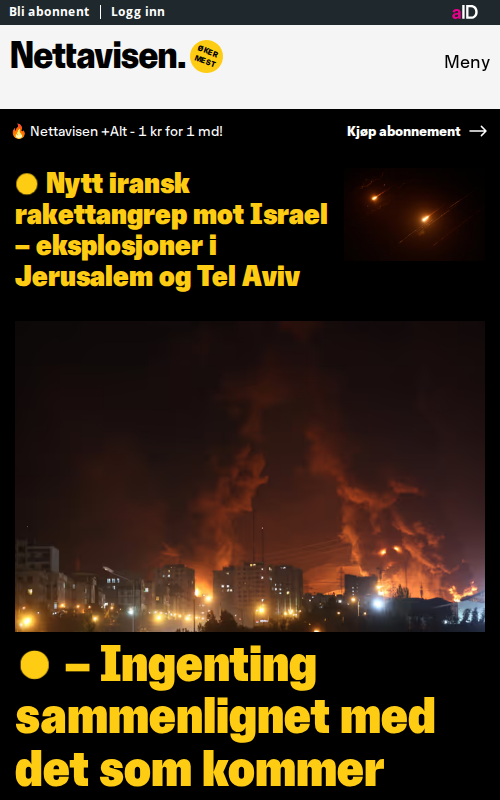 Bli abonnent | Logg inn
aID
Nettavisen.
ØKER
MEST
Meny
Nettavisen +Alt - 1 kr for 1 md!
Kjøp abonnement →
Nytt iransk
rakettangrep mot Israel
– eksplosjoner i
Jerusalem og Tel Aviv
– Ingenting
sammenlignet med
det som kommer